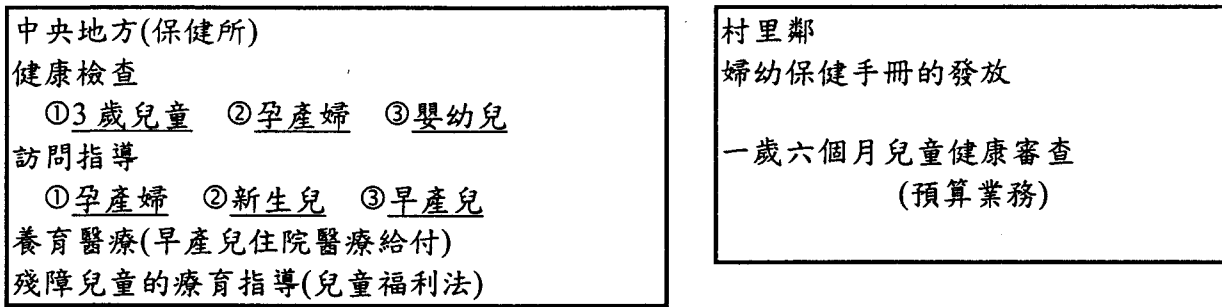 中央地方(保健所)
健康檢查
①3 歲兒童 ②孕產婦 ③嬰幼兒
訪問指導
①孕產婦 ②新生兒 ③早產兒
養育醫療(早產兒住院醫療給付)
殘障兒童的療育指導(兒童福利法)
村里鄰
婦幼保健手冊的發放
一歲六個月兒童健康審查
(預算業務)